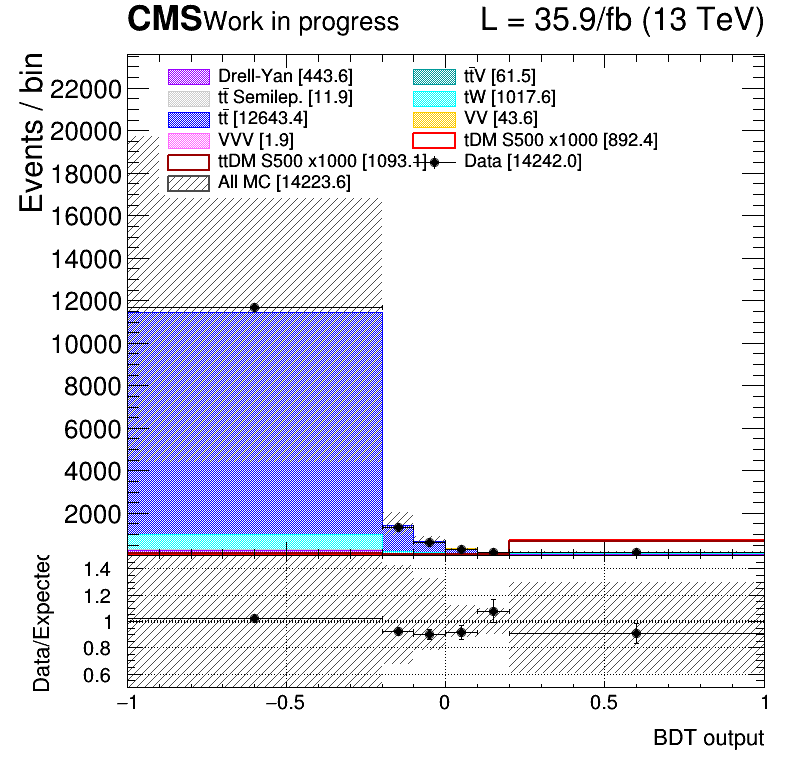 CMS Work in progress L = 35.9/fb (13 TeV)
Events / bin
Drell-Yan [443.6] tt̄V [61.5]
tt̄ Semilep. [11.9] tW [1017.6]
tt̄ [12643.4] VV [43.6]
VVV [1.9] tDM S500 x1000 [892.4]
ttDM S500 x1000 [1093.1] Data [14242.0]
All MC [14223.6]
22000
20000
18000
16000
14000
12000
10000
8000
6000
4000
2000
Data/Expected
1.4
1.2
1
0.8
0.6
−1 −0.5 0 0.5 1
BDT output